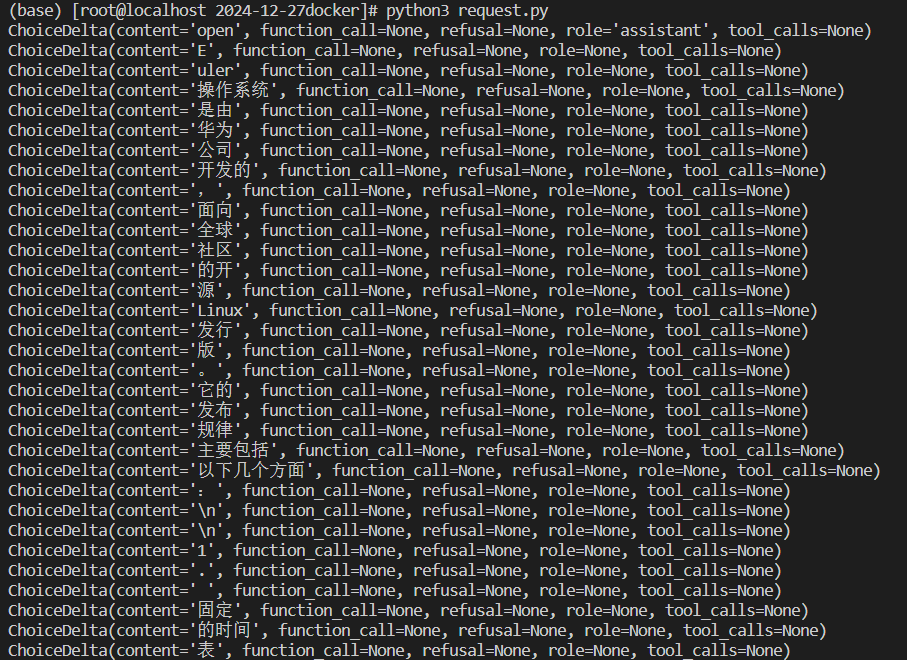 (base) [root@localhost 2024-12-27docker]# python3 request.py
ChoiceDelta(content='open', function_call=None, refusal=None, role='assistant', tool_calls=None)
ChoiceDelta(content='E', function_call=None, refusal=None, role=None, tool_calls=None)
ChoiceDelta(content='uler', function_call=None, refusal=None, role=None, tool_calls=None)
ChoiceDelta(content='操作系统', function_call=None, refusal=None, role=None, tool_calls=None)
ChoiceDelta(content='是由', function_call=None, refusal=None, role=None, tool_calls=None)
ChoiceDelta(content='华为', function_call=None, refusal=None, role=None, tool_calls=None)
ChoiceDelta(content='公司', function_call=None, refusal=None, role=None, tool_calls=None)
ChoiceDelta(content='开发的', function_call=None, refusal=None, role=None, tool_calls=None)
ChoiceDelta(content='，', function_call=None, refusal=None, role=None, tool_calls=None)
ChoiceDelta(content='面向', function_call=None, refusal=None, role=None, tool_calls=None)
ChoiceDelta(content='全球', function_call=None, refusal=None, role=None, tool_calls=None)
ChoiceDelta(content='社区', function_call=None, refusal=None, role=None, tool_calls=None)
ChoiceDelta(content='的开', function_call=None, refusal=None, role=None, tool_calls=None)
ChoiceDelta(content='源', function_call=None, refusal=None, role=None, tool_calls=None)
ChoiceDelta(content='Linux', function_call=None, refusal=None, role=None, tool_calls=None)
ChoiceDelta(content='发行', function_call=None, refusal=None, role=None, tool_calls=None)
ChoiceDelta(content='版', function_call=None, refusal=None, role=None, tool_calls=None)
ChoiceDelta(content='。', function_call=None, refusal=None, role=None, tool_calls=None)
ChoiceDelta(content='它的', function_call=None, refusal=None, role=None, tool_calls=None)
ChoiceDelta(content='发布', function_call=None, refusal=None, role=None, tool_calls=None)
ChoiceDelta(content='规律', function_call=None, refusal=None, role=None, tool_calls=None)
ChoiceDelta(content='主要包括', function_call=None, refusal=None, role=None, tool_calls=None)
ChoiceDelta(content='以下几个方面', function_call=None, refusal=None, role=None, tool_calls=None)
ChoiceDelta(content='：', function_call=None, refusal=None, role=None, tool_calls=None)
ChoiceDelta(content='\n', function_call=None, refusal=None, role=None, tool_calls=None)
ChoiceDelta(content='\n', function_call=None, refusal=None, role=None, tool_calls=None)
ChoiceDelta(content='1', function_call=None, refusal=None, role=None, tool_calls=None)
ChoiceDelta(content='.', function_call=None, refusal=None, role=None, tool_calls=None)
ChoiceDelta(content=' ', function_call=None, refusal=None, role=None, tool_calls=None)
ChoiceDelta(content='固定', function_call=None, refusal=None, role=None, tool_calls=None)
ChoiceDelta(content='的时间', function_call=None, refusal=None, role=None, tool_calls=None)
ChoiceDelta(content='表', function_call=None, refusal=None, role=None, tool_calls=None)